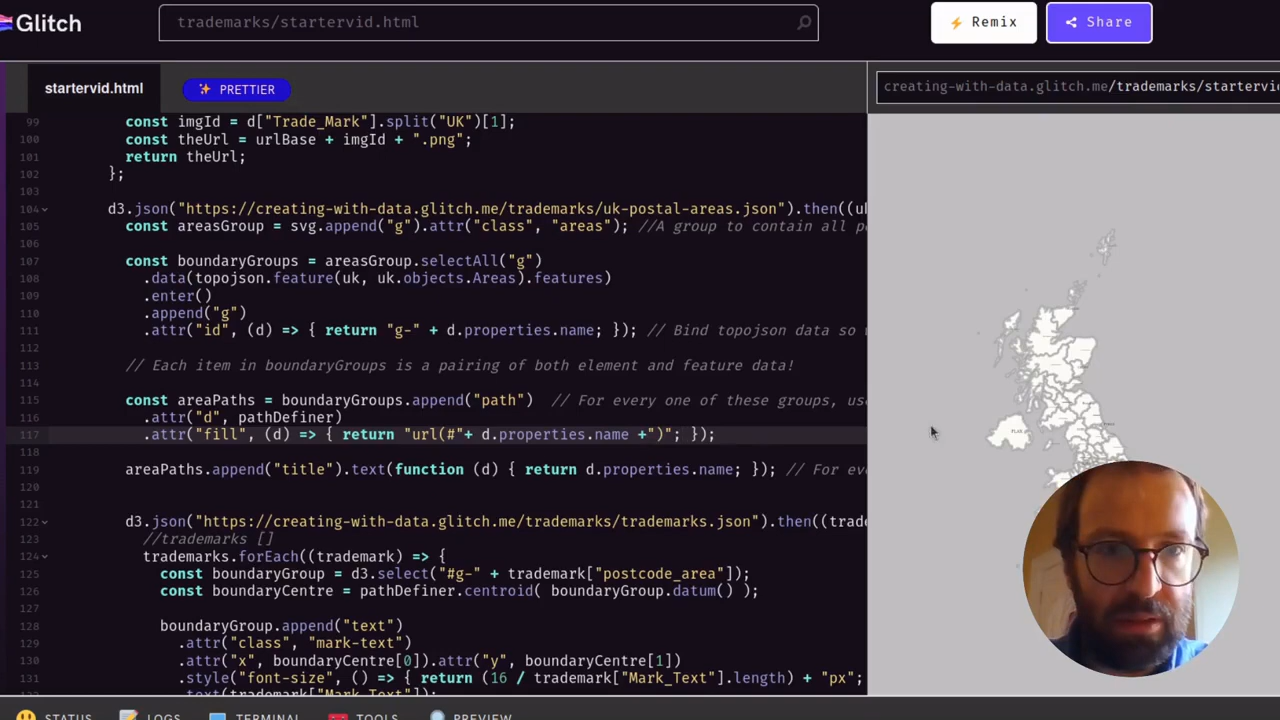 Glitch
trademarks/startervid.html
⚡ Remix
Share
startervid.html
✨ PRETTIER
creating-with-data.glitch.me/trademarks/startervi
99 const imgId = d["Trade_Mark"].split("UK")[1];
100 const theUrl = urlBase + imgId + ".png";
101 return theUrl;
102 };
103
104 d3.json("https://creating-with-data.glitch.me/trademarks/uk-postal-areas.json").then((u
105 const areasGroup = svg.append("g").attr("class", "areas"); //A group to contain all p
106
107 const boundaryGroups = areasGroup.selectAll("g")
108 .data(topojson.feature(uk, uk.objects.Areas).features)
109 .enter()
110 .append("g")
111 .attr("id", (d) => { return "g-" + d.properties.name; }); // Bind topojson data so
112
113 // Each item in boundaryGroups is a pairing of both element and feature data!
114
115 const areaPaths = boundaryGroups.append("path") // For every one of these groups, us
116 .attr("d", pathDefiner)
117 .attr("fill", (d) => { return "url(#"+ d.properties.name +")"; });
118
119 areaPaths.append("title").text(function (d) { return d.properties.name; }); // For ev
120
121
122 d3.json("https://creating-with-data.glitch.me/trademarks/trademarks.json").then((trad
123 //trademarks []
124 trademarks.forEach((trademark) => {
125 const boundaryGroup = d3.select("#g-" + trademark["postcode_area"]);
126 const boundaryCentre = pathDefiner.centroid( boundaryGroup.datum() );
127
128 boundaryGroup.append("text")
129 .attr("class", "mark-text")
130 .attr("x", boundaryCentre[0]).attr("y", boundaryCentre[1])
131 .style("font-size", () => { return (16 / trademark["Mark_Text"].length) + "px";
.text(trademark["Mark_Text"]);
STATUS
LOGS
TERMINAL
TOOLS
PREVIEW